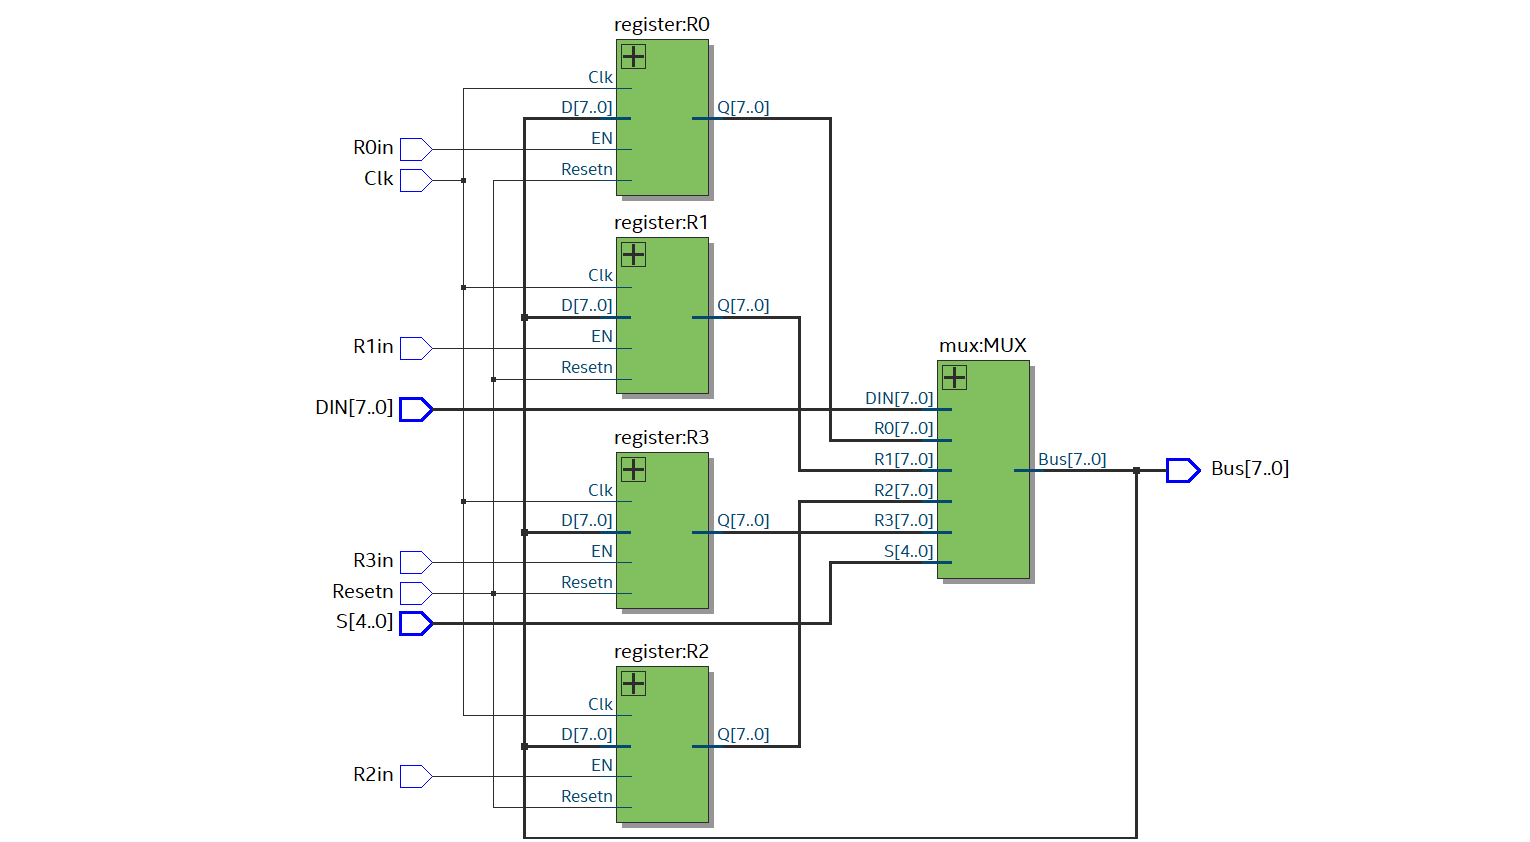 register:R0
Clk
D[7..0]
Q[7..0]
EN
Resetn
R0in
Clk
register:R1
Clk
D[7..0]
Q[7..0]
EN
Resetn
R1in
DIN[7..0]
register:R3
Clk
D[7..0]
Q[7..0]
EN
Resetn
R3in
Resetn
S[4..0]
register:R2
Clk
D[7..0]
Q[7..0]
EN
Resetn
R2in
mux:MUX
DIN[7..0]
R0[7..0]
R1[7..0]
R2[7..0]
R3[7..0]
S[4..0]
Bus[7..0]
Bus[7..0]